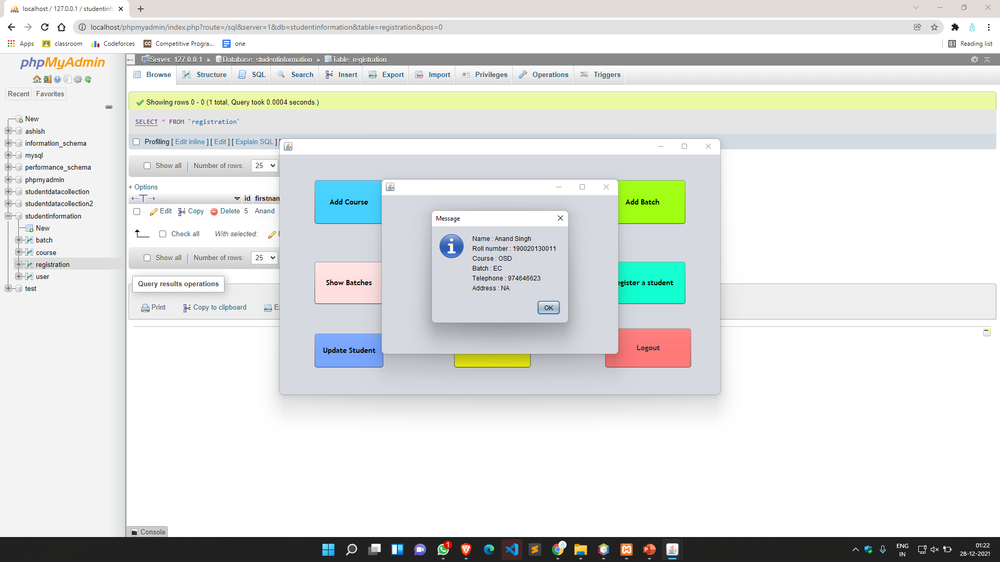 localhost / 127.0.0.1 / studentinfo
localhost/phpmyadmin/index.php?route=/sql&server=1&db=studentinformation&table=registration&pos=0
Apps classroom Codeforces CC Competitive Progra... one Reading list
phpMyAdmin
Server: 127.0.0.1 » Database: studentinformation » Table: registration
Browse Structure SQL Search Insert Export Import Privileges Operations Triggers
Recent Favorites
Showing rows 0 - 0 (1 total, Query took 0.0004 seconds.)
SELECT * FROM `registration`
Profiling [ Edit inline ] [ Edit ] [ Explain SQL ]
Show all Number of rows: 25
+ Options
id firstnam
Edit Copy Delete 5 Anand
Check all With selected:
Show all Number of rows: 25
Query results operations
Print Copy to clipboard Ex
New
ashish
information_schema
mysql
performance_schema
phpmyadmin
studentdatacollection
studentdatacollection2
studentinformation
New
batch
course
registration
user
test
Add Course
Add Batch
Show Batches
egister a student
Update Student
Logout
Message
Name : Anand Singh
Roll number : 190020130011
Course : OSD
Batch : EC
Telephone : 974646623
Address : NA
OK
Console
1
ENG
IN
01:22
28-12-2021